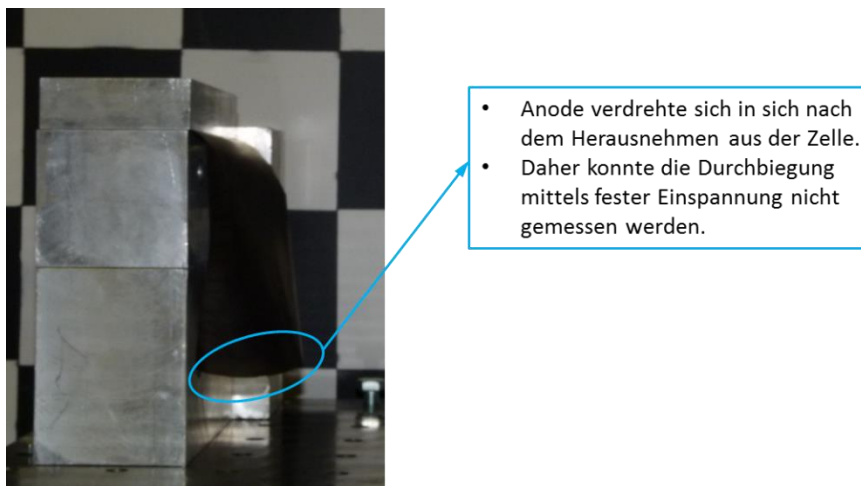 • Anode verdrehte sich in sich nach
dem Herausnehmen aus der Zelle.
• Daher konnte die Durchbiegung
mittels fester Einspannung nicht
gemessen werden.